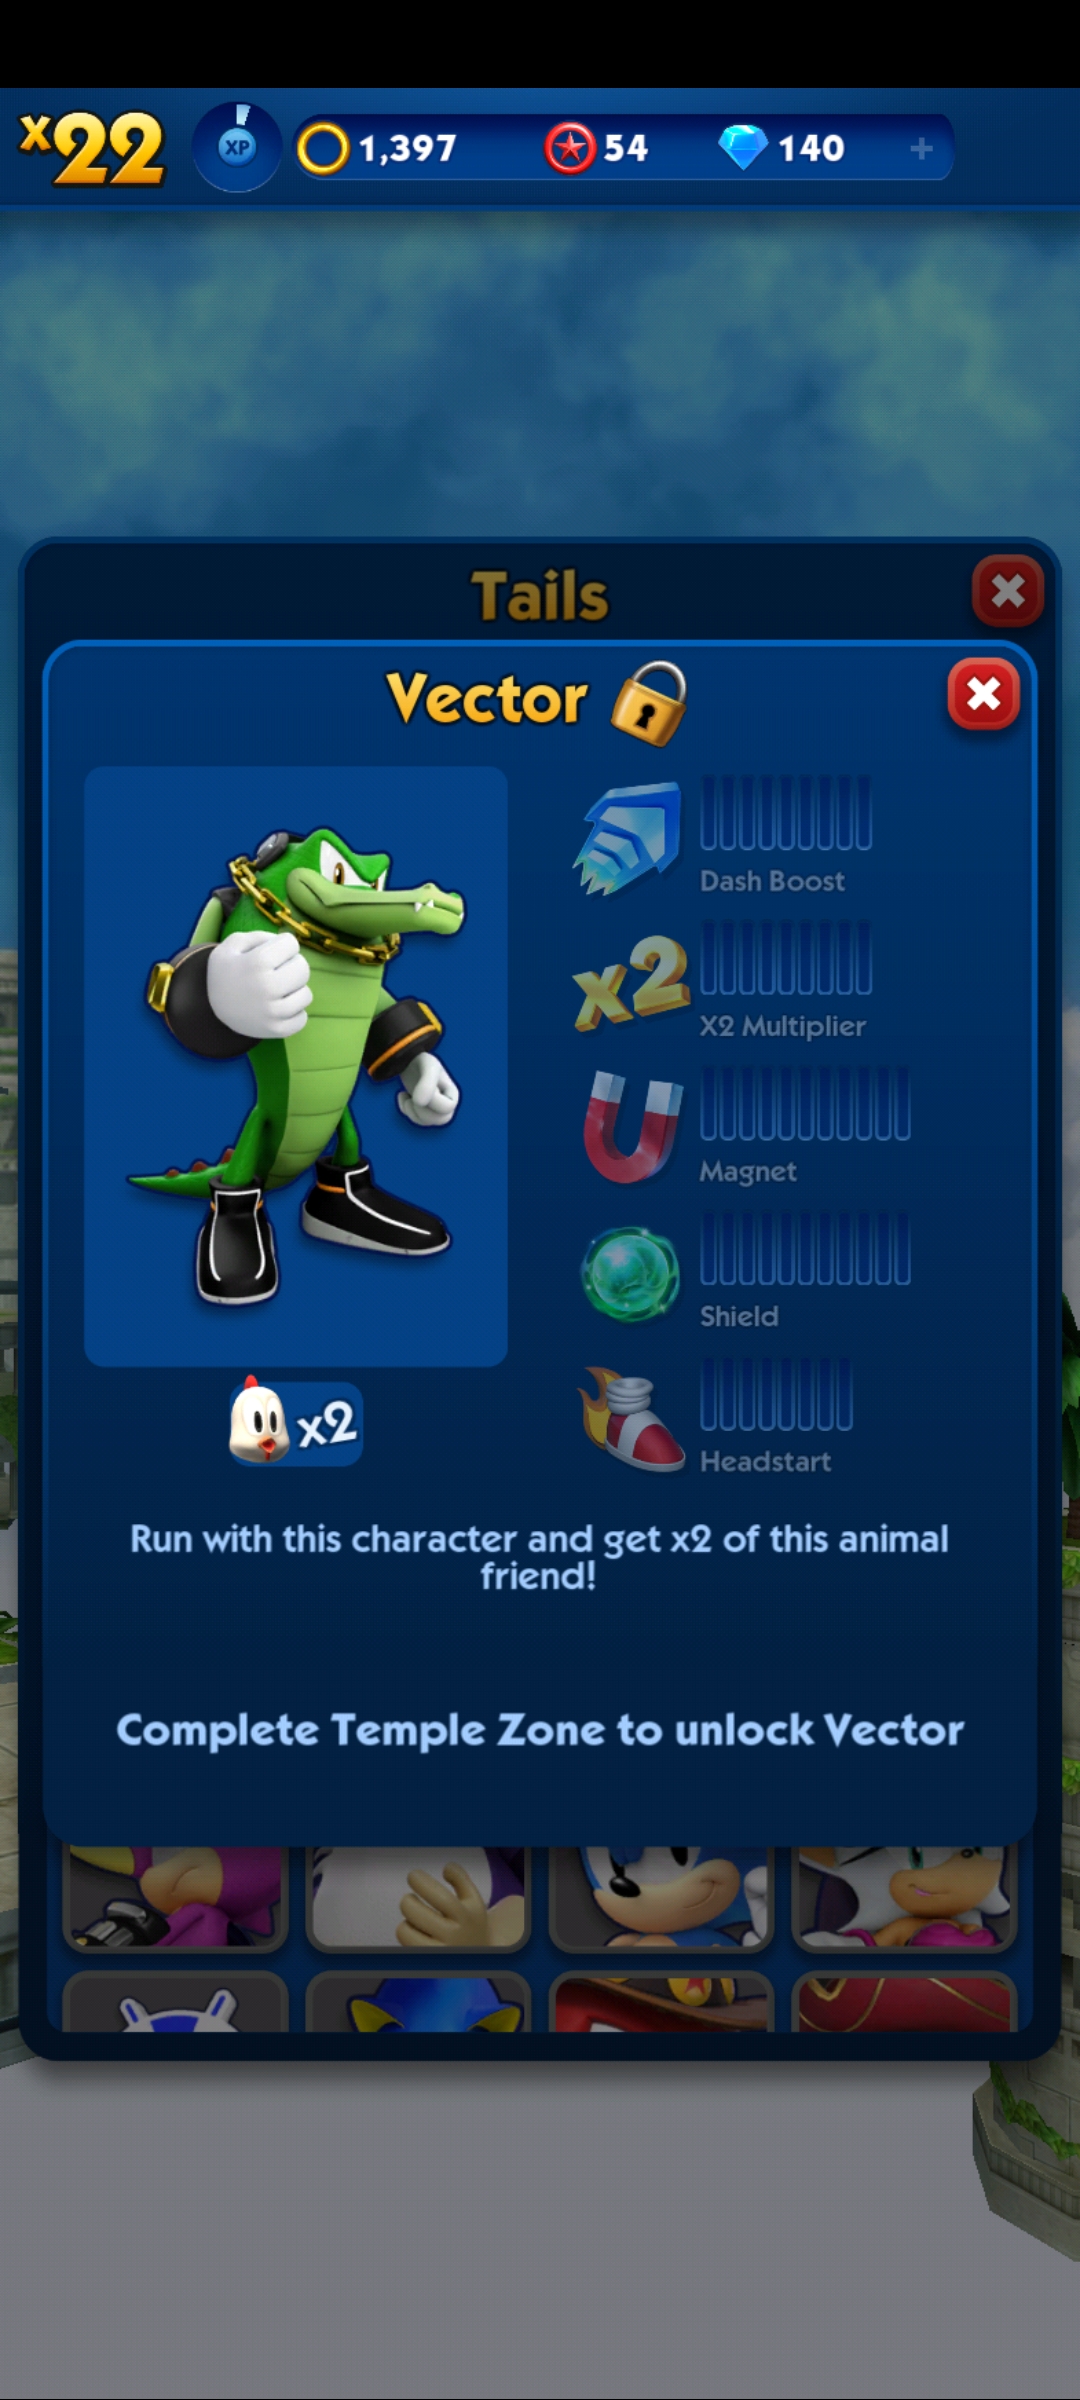 x22
XP
1,397
54
140
Tails
Vector
Dash Boost
x2
X2 Multiplier
Magnet
Shield
x2
Headstart
Run with this character and get x2 of this animal
friend!
Complete Temple Zone to unlock Vector